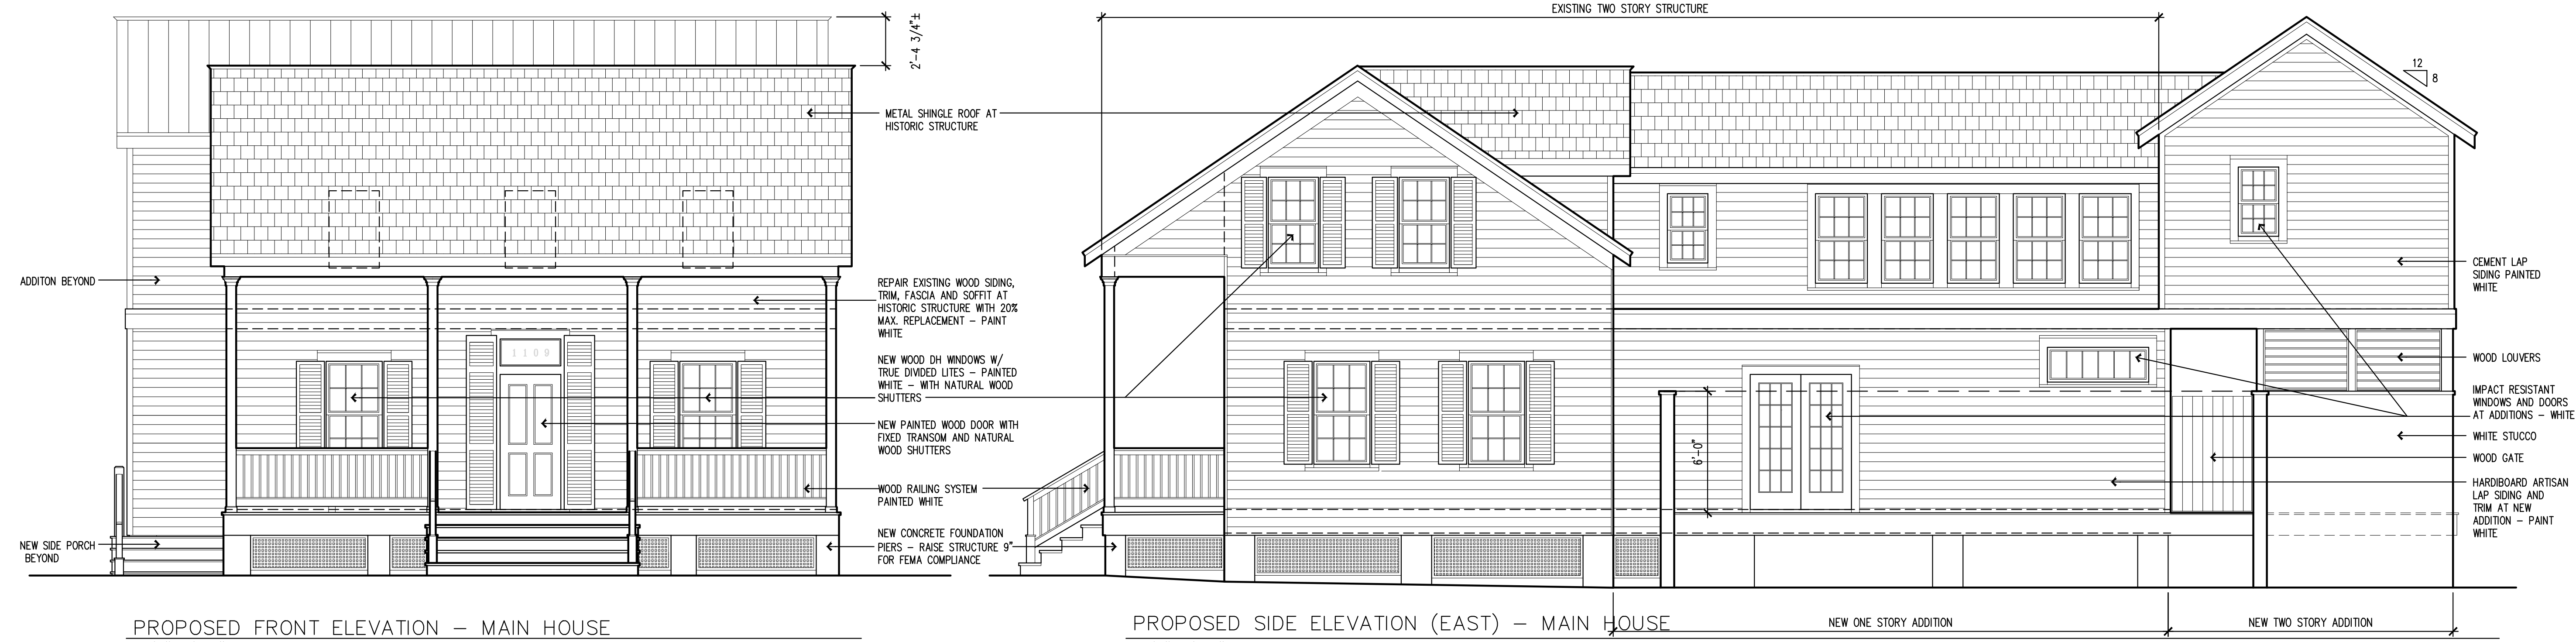 EXISTING TWO STORY STRUCTURE
2'-4 3/4"±
12
8
METAL SHINGLE ROOF AT
HISTORIC STRUCTURE
ADDITON BEYOND
REPAIR EXISTING WOOD SIDING,
TRIM, FASCIA AND SOFFIT AT
HISTORIC STRUCTURE WITH 20%
MAX. REPLACEMENT – PAINT
WHITE
1109
NEW WOOD DH WINDOWS W/
TRUE DIVIDED LITES – PAINTED
WHITE – WITH NATURAL WOOD
SHUTTERS
NEW PAINTED WOOD DOOR WITH
FIXED TRANSOM AND NATURAL
WOOD SHUTTERS
WOOD RAILING SYSTEM
PAINTED WHITE
NEW SIDE PORCH
BEYOND
NEW CONCRETE FOUNDATION
PIERS – RAISE STRUCTURE 9"
FOR FEMA COMPLIANCE
6'-0"
CEMENT LAP
SIDING PAINTED
WHITE
WOOD LOUVERS
IMPACT RESISTANT
WINDOWS AND DOORS
AT ADDITIONS – WHITE
WHITE STUCCO
WOOD GATE
HARDIBOARD ARTISAN
LAP SIDING AND
TRIM AT NEW
ADDITION – PAINT
WHITE
PROPOSED FRONT ELEVATION – MAIN HOUSE
PROPOSED SIDE ELEVATION (EAST) – MAIN HOUSE
NEW ONE STORY ADDITION
NEW TWO STORY ADDITION